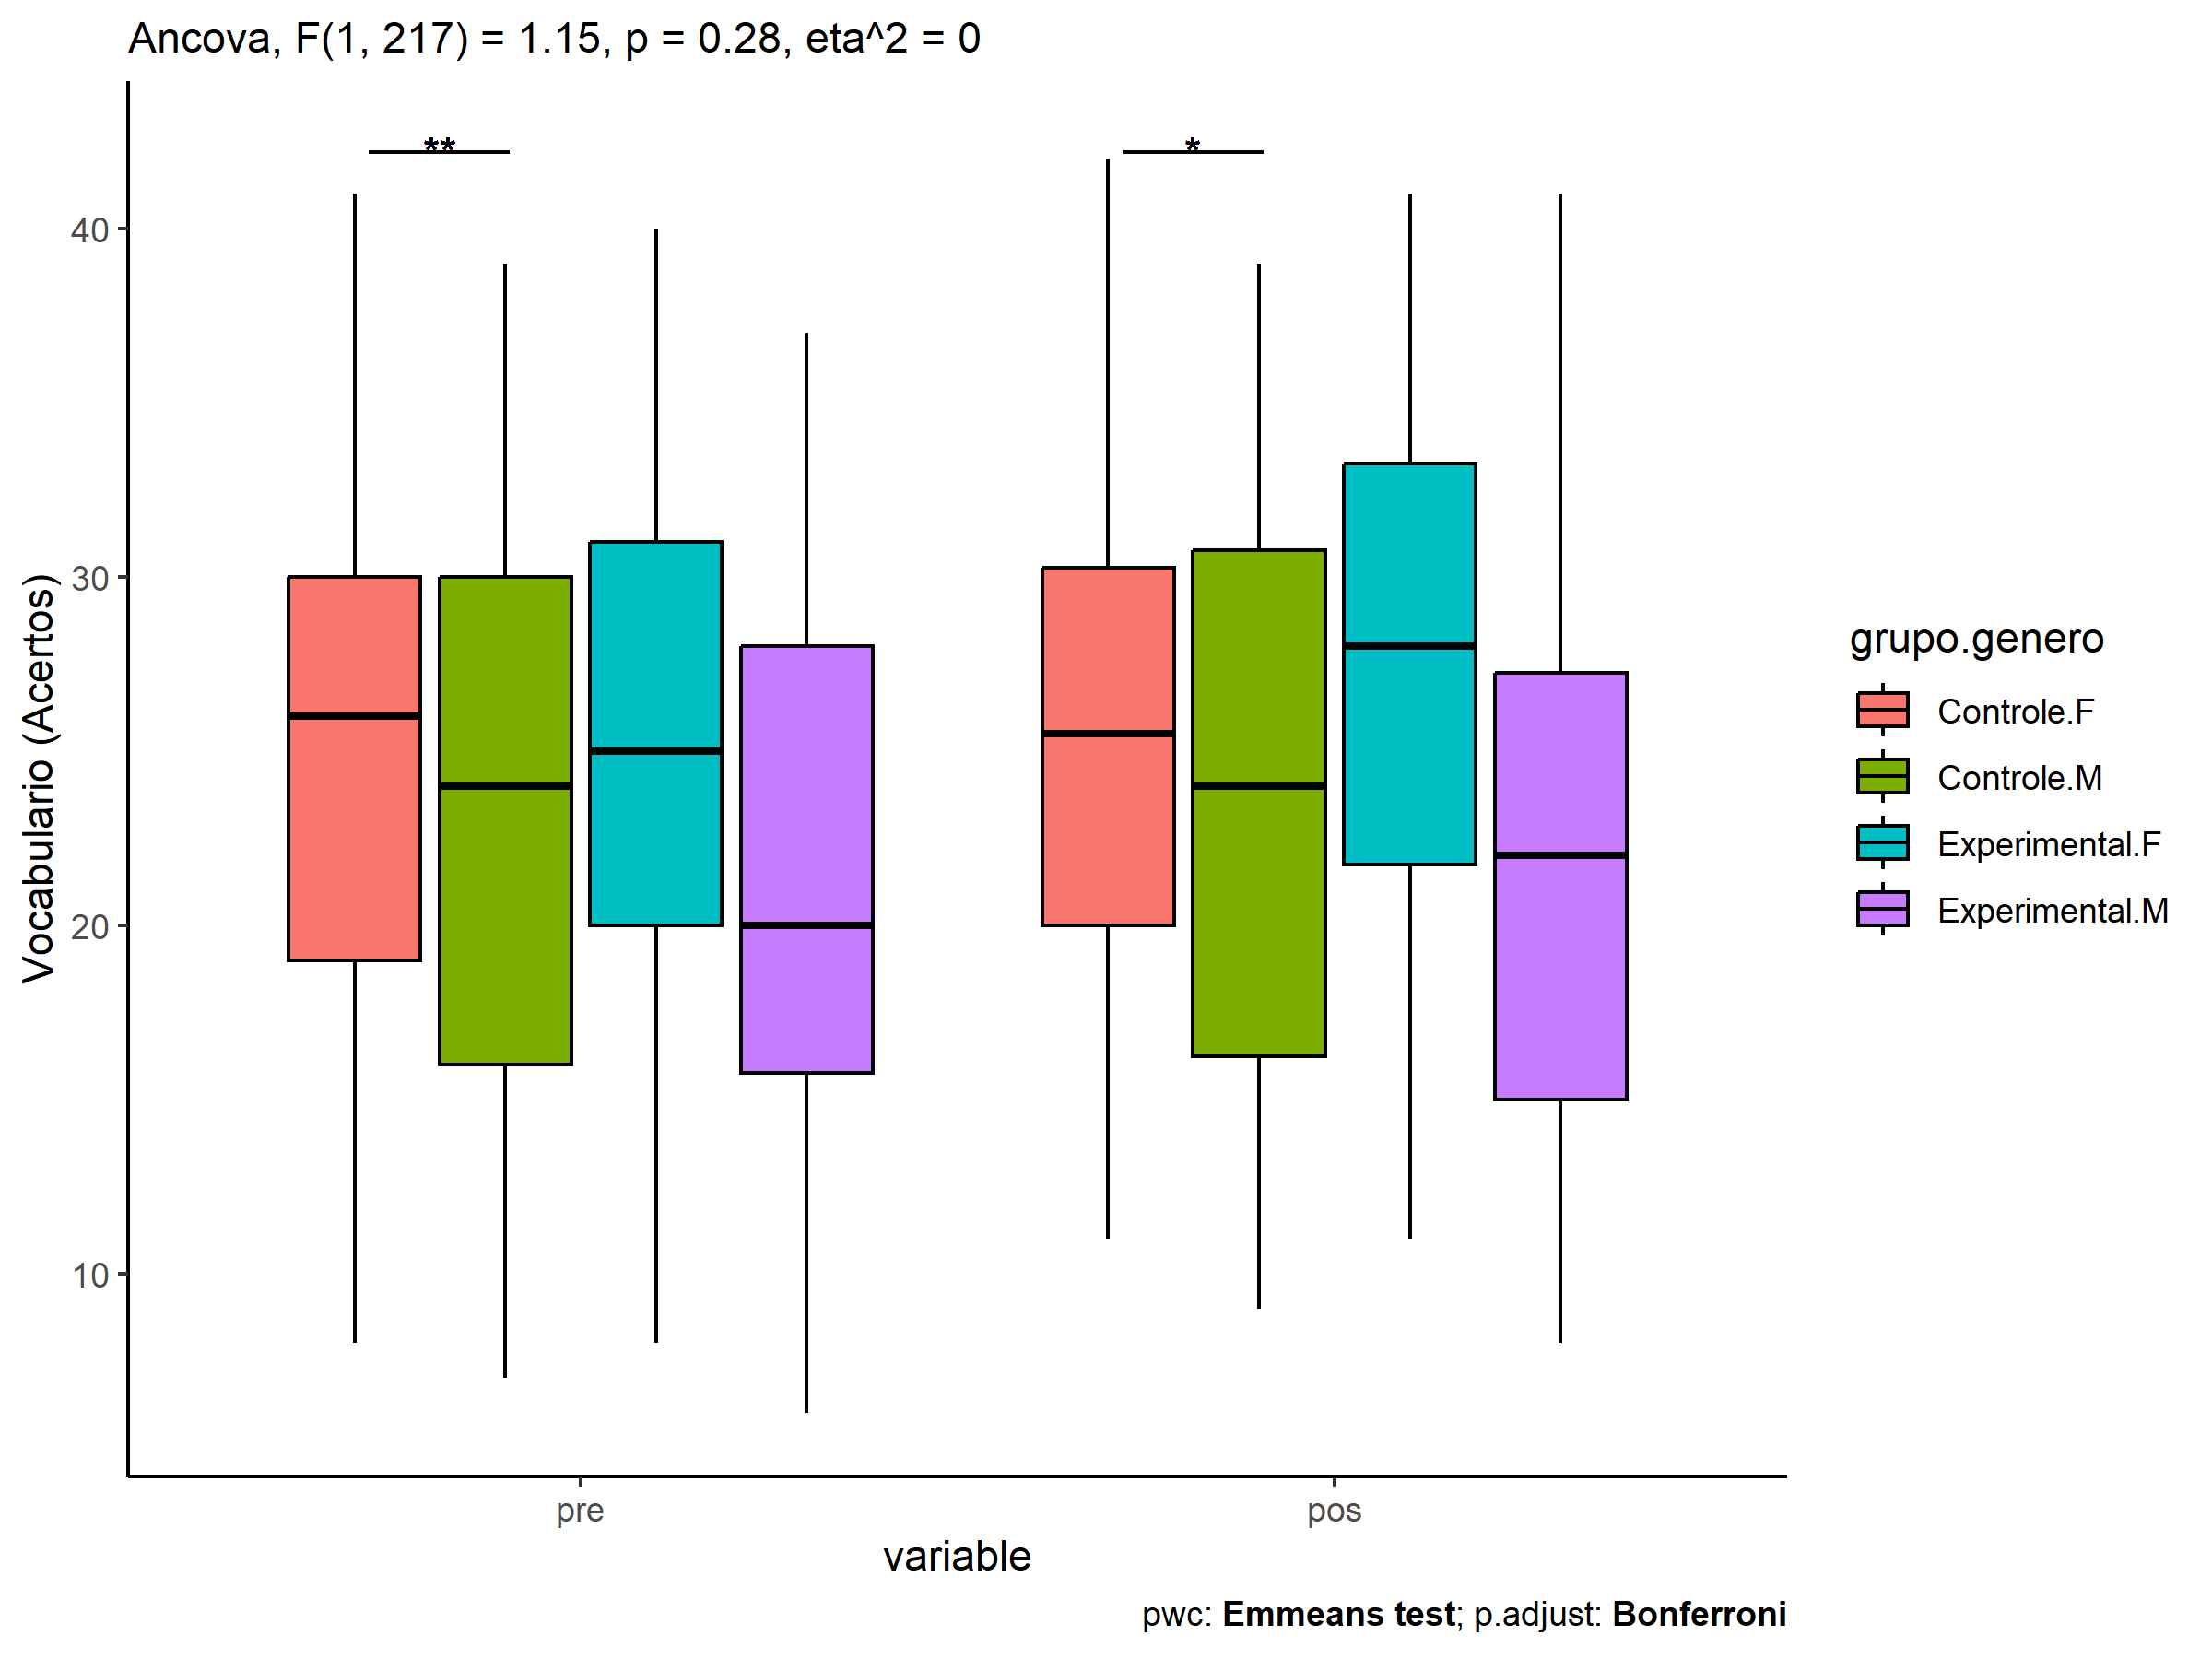 Ancova, F(1, 217) = 1.15, p = 0.28, eta^2 = 0
** *
40
30
20
10
Vocabulario (Acertos)
pre pos
variable
grupo.genero
Controle.F
Controle.M
Experimental.F
Experimental.M
pwc: Emmeans test; p.adjust: Bonferroni